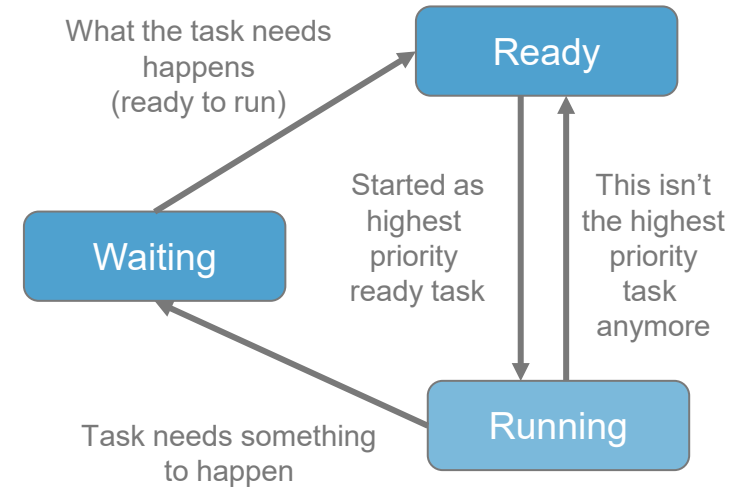 What the task needs
happens
(ready to run)
Ready
Started as
highest
priority
ready task
This isn’t
the highest
priority
task
anymore
Waiting
Running
Task needs something
to happen